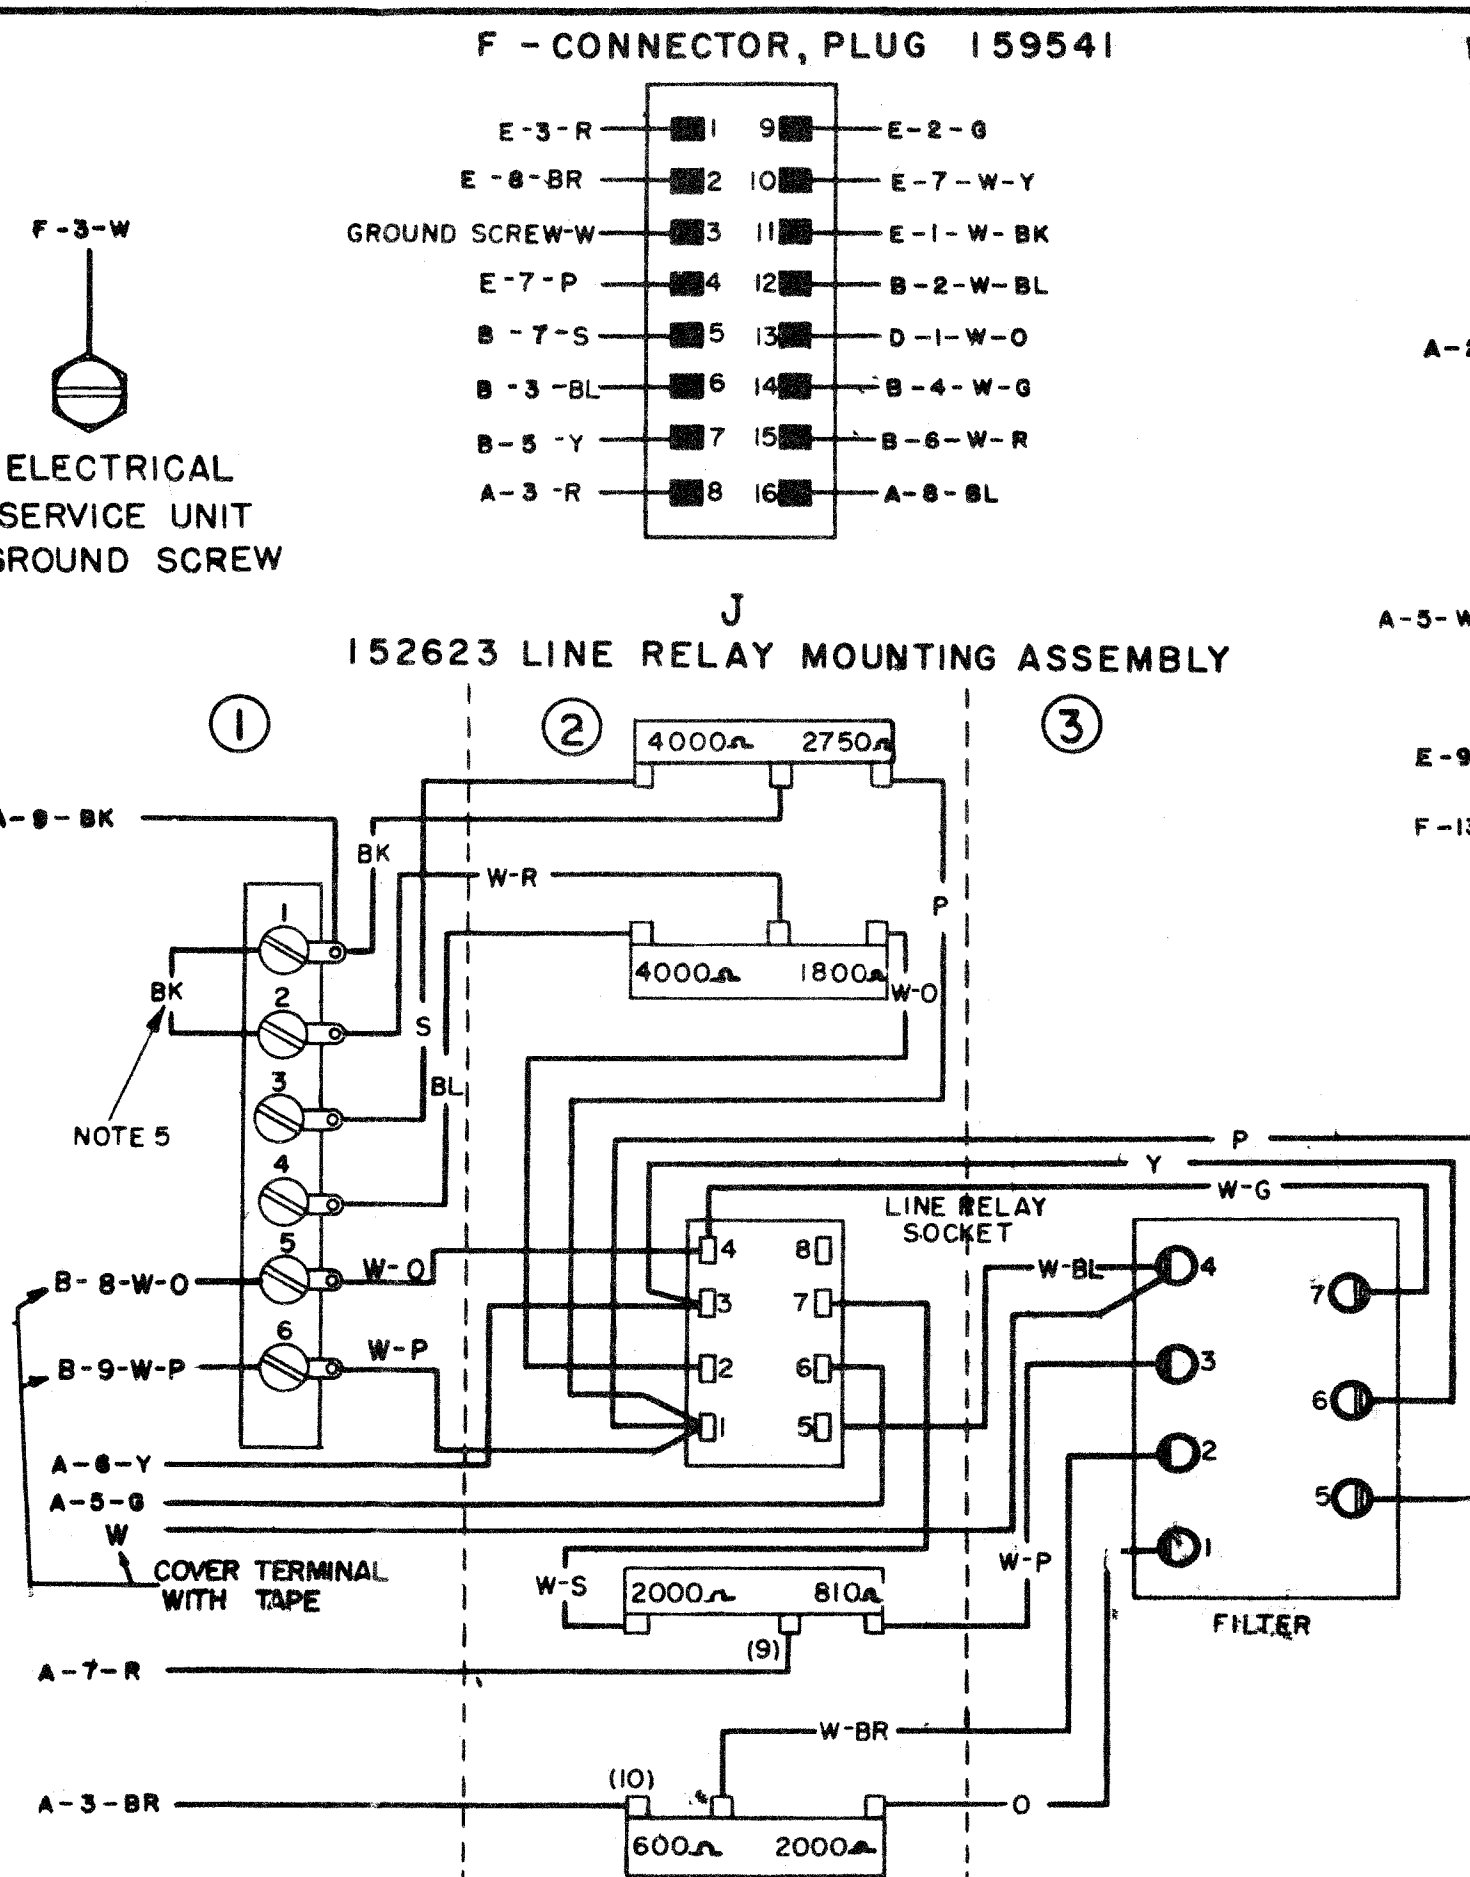 F - CONNECTOR, PLUG 159541
E-3-R 1 9 E-2-G
E-8-BR 2 10 E-7-W-Y
GROUND SCREW-W 3 11 E-1-W-BK
E-7-P 4 12 B-2-W-BL
B-7-S 5 13 D-1-W-O
B-3-BL 6 14 B-4-W-G
B-5-Y 7 15 B-6-W-R
A-3-R 8 16 A-8-BL
F-3-W
ELECTRICAL
SERVICE UNIT
GROUND SCREW
A-5-W
E-9
F-13
J
152623 LINE RELAY MOUNTING ASSEMBLY
1 2 3
4000Ω 2750Ω
A-9-BK
BK
W-R
P
1
4000Ω 1800Ω
W-O
BK
2
S
3
BL
NOTE 5
4
P
Y
W-G
LINE RELAY
SOCKET
5
B-8-W-O
W-O
4 8
3 7
2 6
1 5
W-BL
4
7
6
B-9-W-P
W-P
3
6
2
5
1
A-6-Y
A-5-G
W
COVER TERMINAL
WITH TAPE
W-S
2000Ω 810Ω
W-P
FILTER
(9)
A-7-R
W-BR
(10)
A-3-BR
O
600Ω 2000Ω